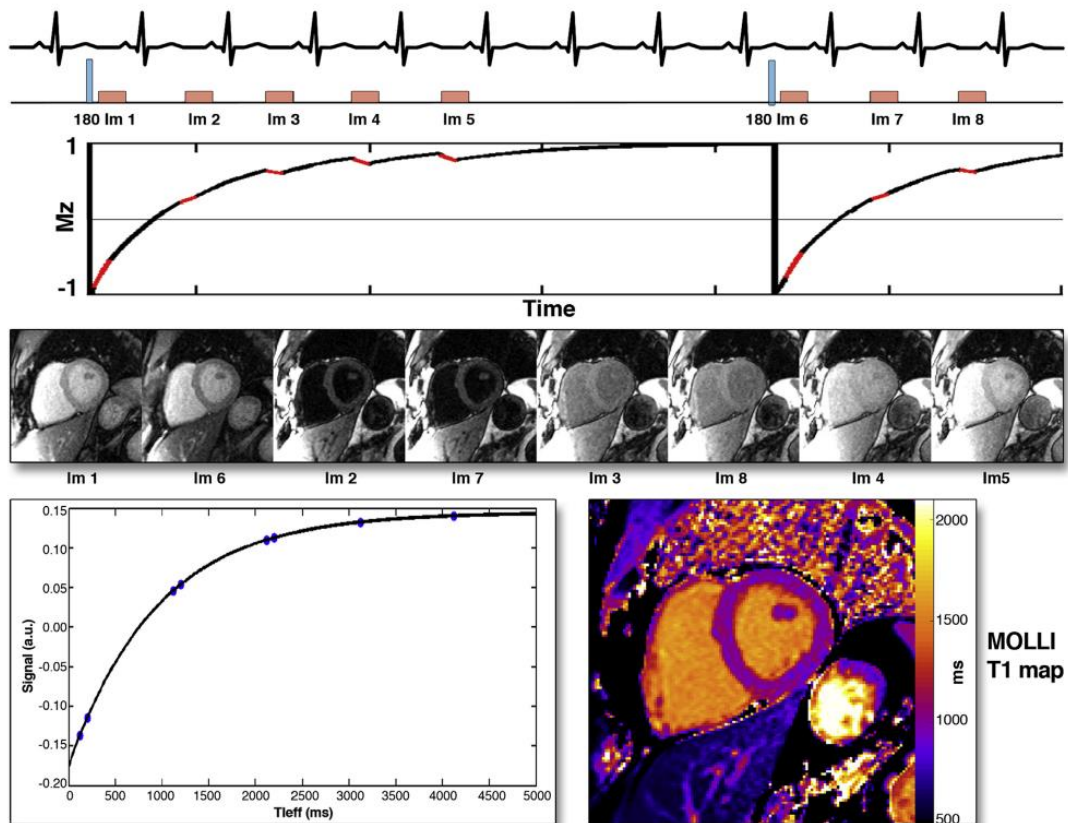 180 Im 1 Im 2 Im 3 Im 4 Im 5 180 Im 6 Im 7 Im 8
1
Mz
-1
Time
Im 1 Im 6 Im 2 Im 7 Im 3 Im 8 Im 4 Im5
0.15
0.10
0.05
0.00
-0.05
-0.10
-0.15
-0.20
Signal (a.u.)
0 500 1000 1500 2000 2500 3000 3500 4000 4500 5000
TIeff (ms)
2000
1500
ms
1000
500
MOLLI
T1 map